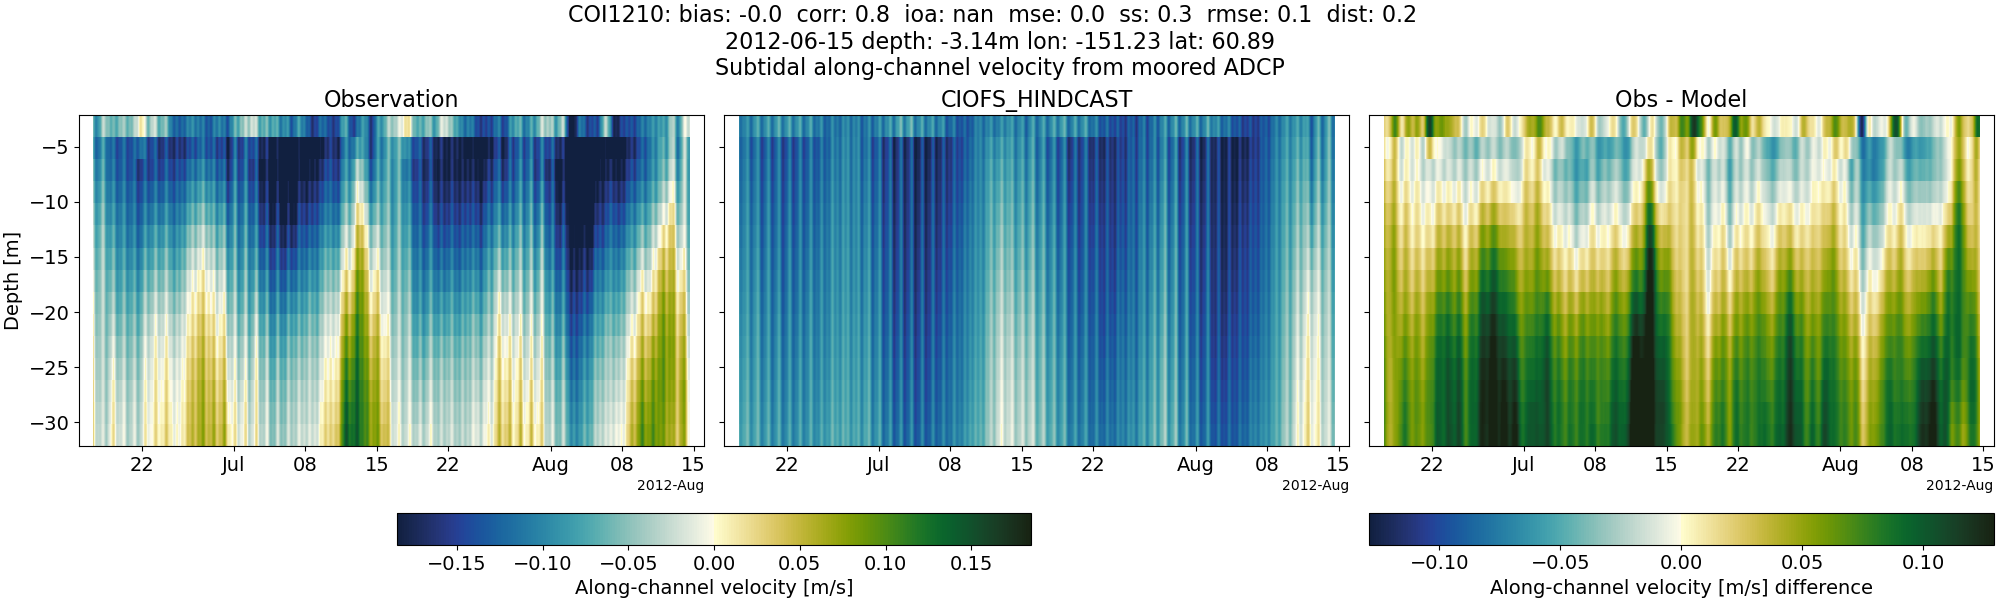 COI1210: bias: -0.0  corr: 0.8  ioa: nan  mse: 0.0  ss: 0.3  rmse: 0.1  dist: 0.2
2012-06-15 depth: -3.14m lon: -151.23 lat: 60.89
Subtidal along-channel velocity from moored ADCP
Observation
CIOFS_HINDCAST
Obs - Model
Depth [m]
−5
−10
−15
−20
−25
−30
22 Jul 08 15 22 Aug 08 15
2012-Aug
22 Jul 08 15 22 Aug 08 15
2012-Aug
22 Jul 08 15 22 Aug 08 15
2012-Aug
−0.15 −0.10 −0.05 0.00 0.05 0.10 0.15
Along-channel velocity [m/s]
−0.10 −0.05 0.00 0.05 0.10
Along-channel velocity [m/s] difference